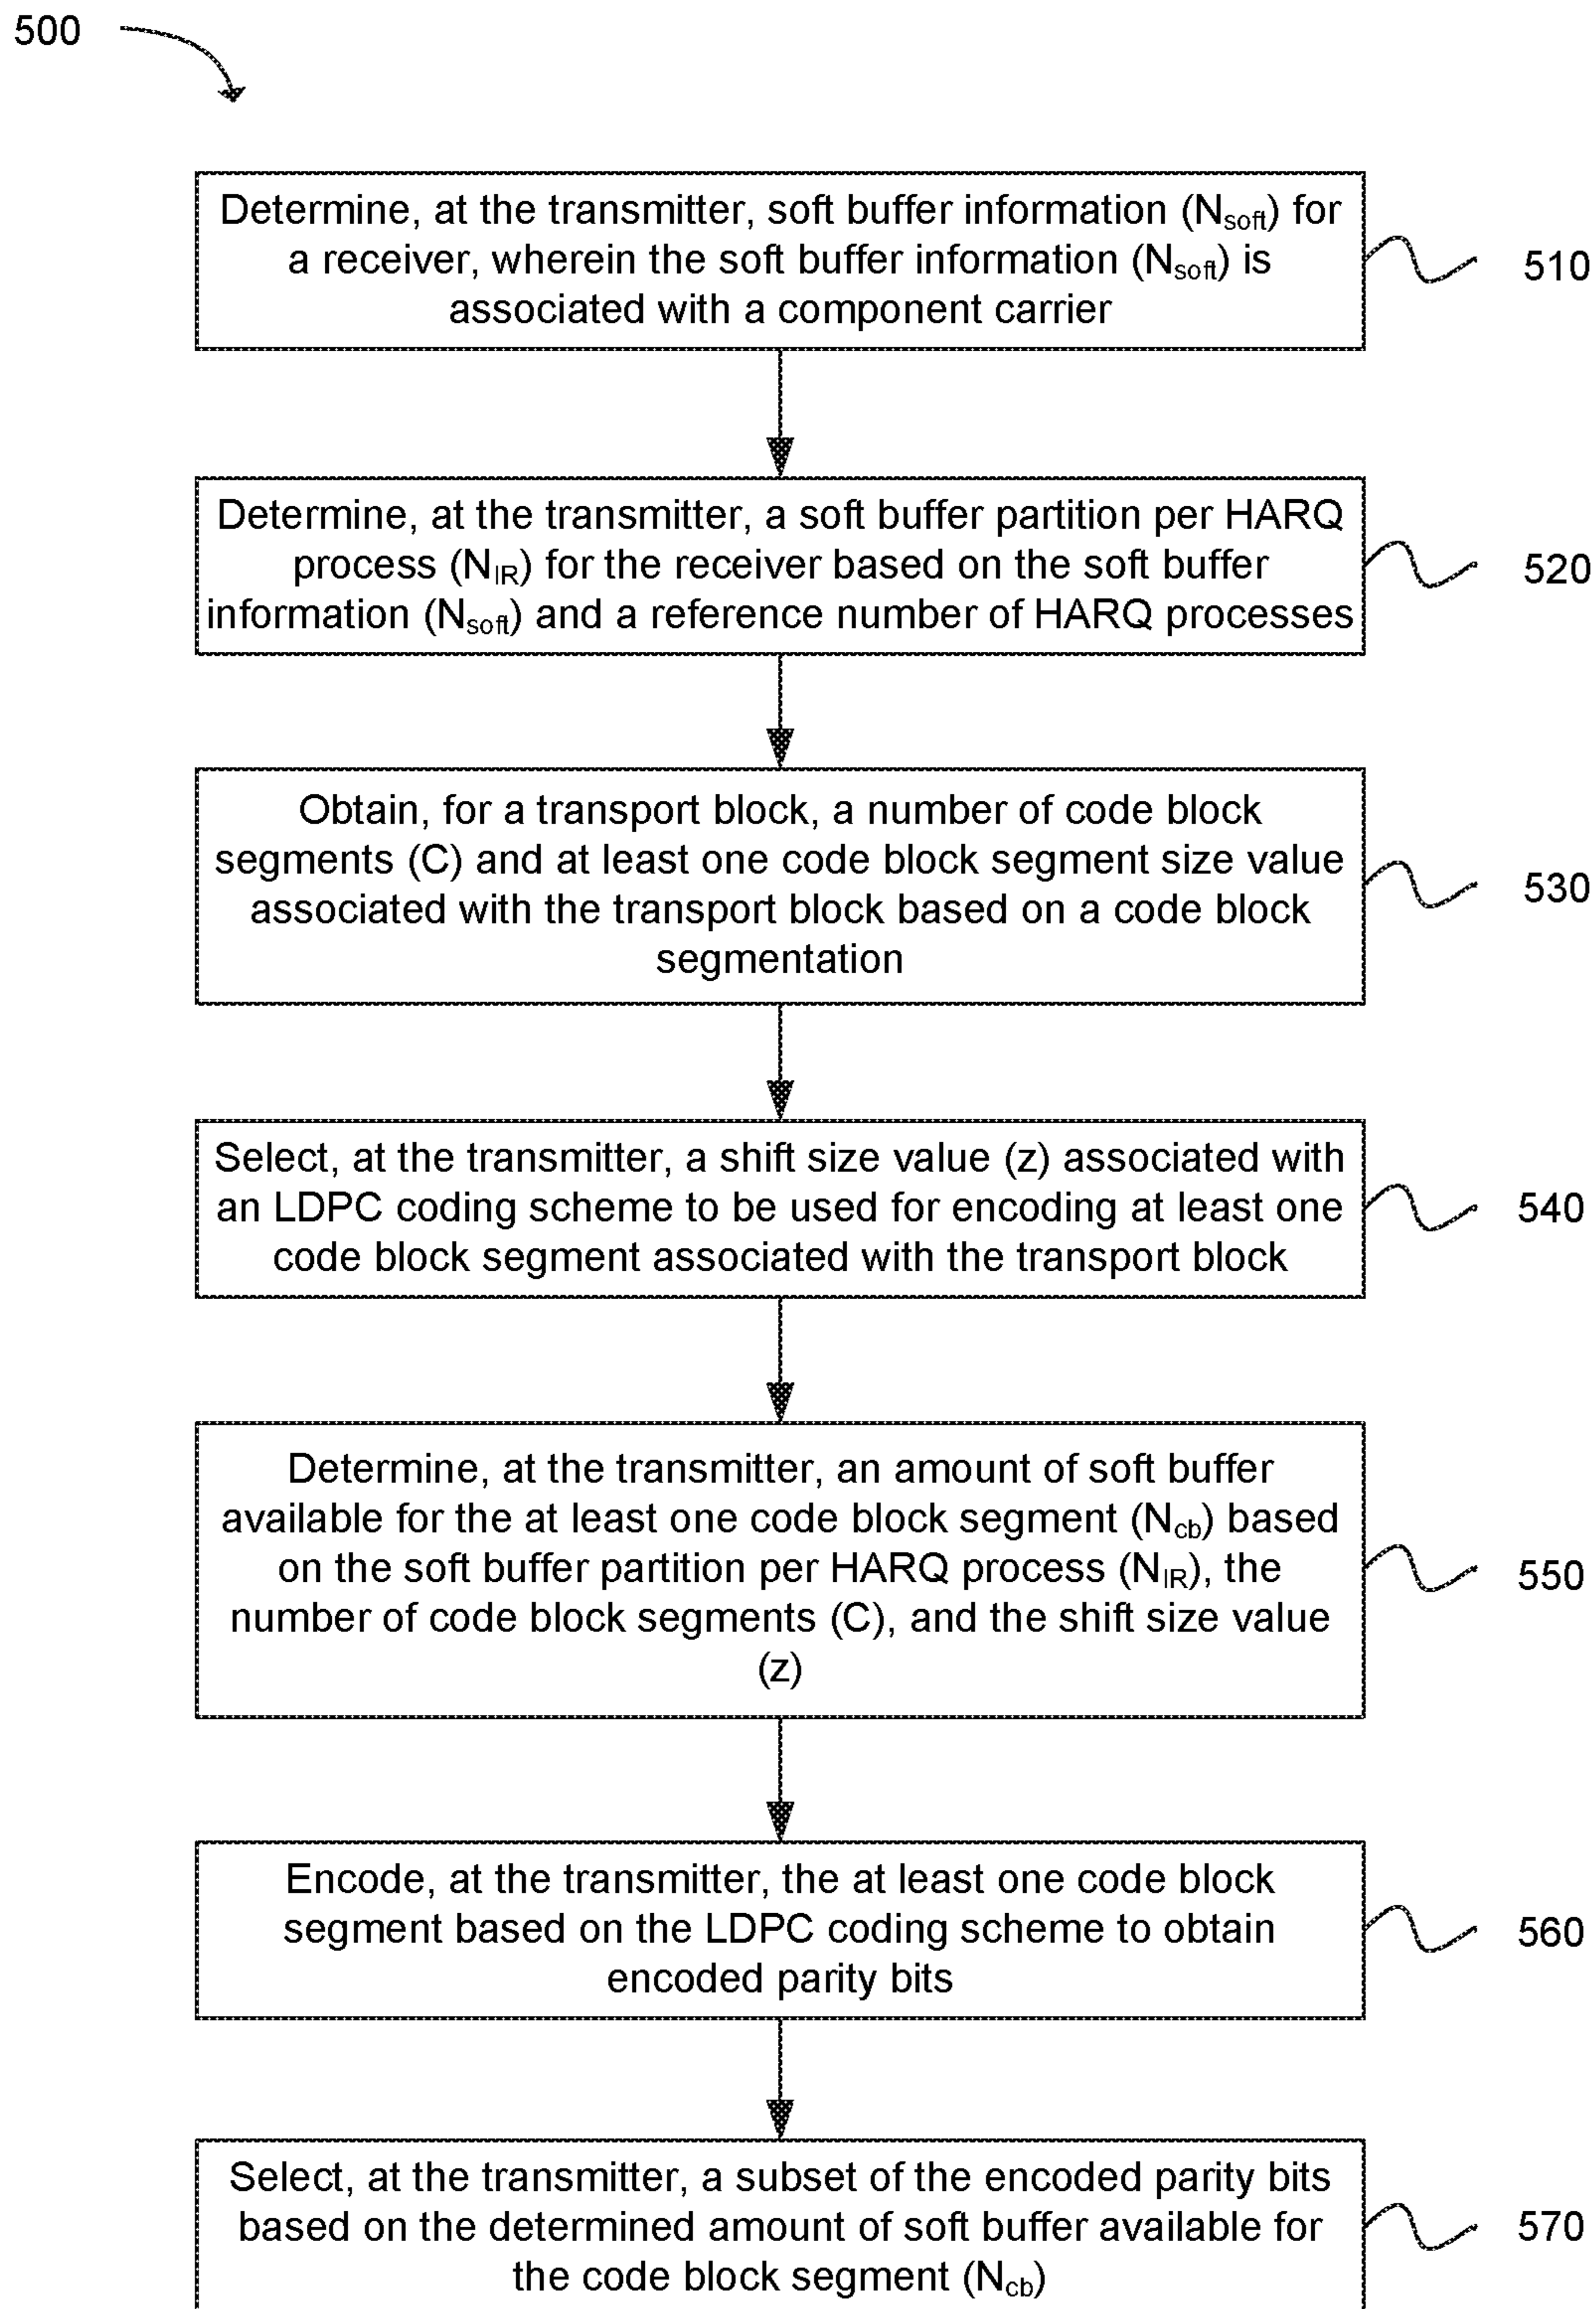 500
Determine, at the transmitter, soft buffer information (Nsoft) for
a receiver, wherein the soft buffer information (Nsoft) is
associated with a component carrier
510
Determine, at the transmitter, a soft buffer partition per HARQ
process (NIR) for the receiver based on the soft buffer
information (Nsoft) and a reference number of HARQ processes
520
Obtain, for a transport block, a number of code block
segments (C) and at least one code block segment size value
associated with the transport block based on a code block
segmentation
530
Select, at the transmitter, a shift size value (z) associated with
an LDPC coding scheme to be used for encoding at least one
code block segment associated with the transport block
540
Determine, at the transmitter, an amount of soft buffer
available for the at least one code block segment (Ncb) based
on the soft buffer partition per HARQ process (NIR), the
number of code block segments (C), and the shift size value
(z)
550
Encode, at the transmitter, the at least one code block
segment based on the LDPC coding scheme to obtain
encoded parity bits
560
Select, at the transmitter, a subset of the encoded parity bits
based on the determined amount of soft buffer available for
the code block segment (Ncb)
570